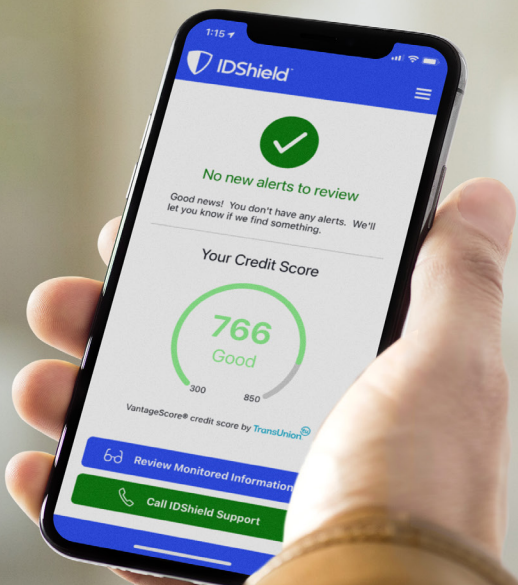 1:15
IDShield
No new alerts to review
Good news! You don't have any alerts. We'll
let you know if we find something.
Your Credit Score
766
Good
300
850
VantageScore® credit score by TransUnion
Review Monitored Information
Call IDShield Support